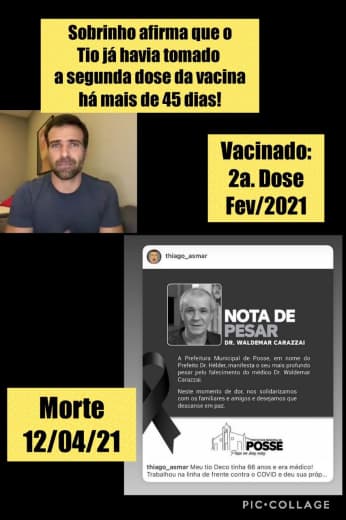 Sobrinho afirma que o
Tio já havia tomado
a segunda dose da vacina
há mais de 45 dias!
Vacinado:
2a. Dose
Fev/2021
thiago_asmar
NOTA DE
PESAR
DR. WALDEMAR CARAZZAI
A Prefeitura Municipal de Posse, em nome do
Prefeito Dr. Helder, manifesta o seu mais profundo
pesar pelo falecimento do médico Dr. Waldemar
Carazzai.
Neste momento de dor, nos solidarizamos
com os familiares e amigos e desejamos que
descanse em paz.
POSSE
Morte
12/04/21
thiago_asmar Meu tio Deco tinha 66 anos e era médico!
Trabalhou na linha de frente contra o COVID e deu sua próp...
PIC•COLLAGE